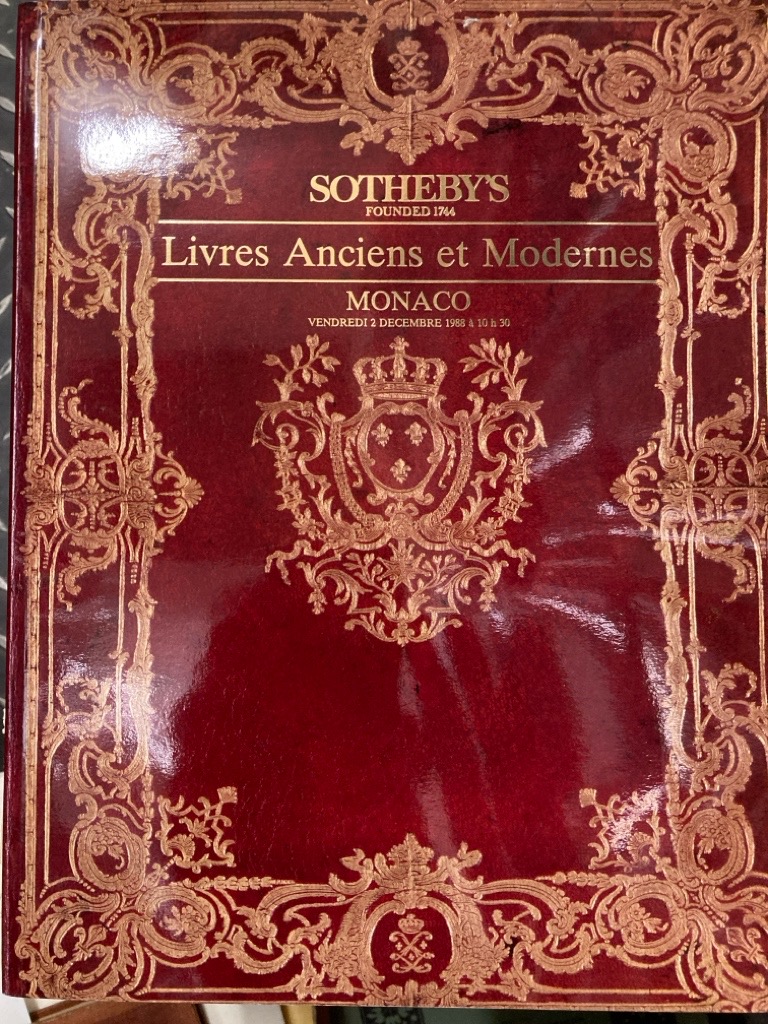 SOTHEBY'S
FOUNDED 1744
Livres Anciens et Modernes
MONACO
VENDREDI 2 DECEMBRE 1988 à 10 h 30